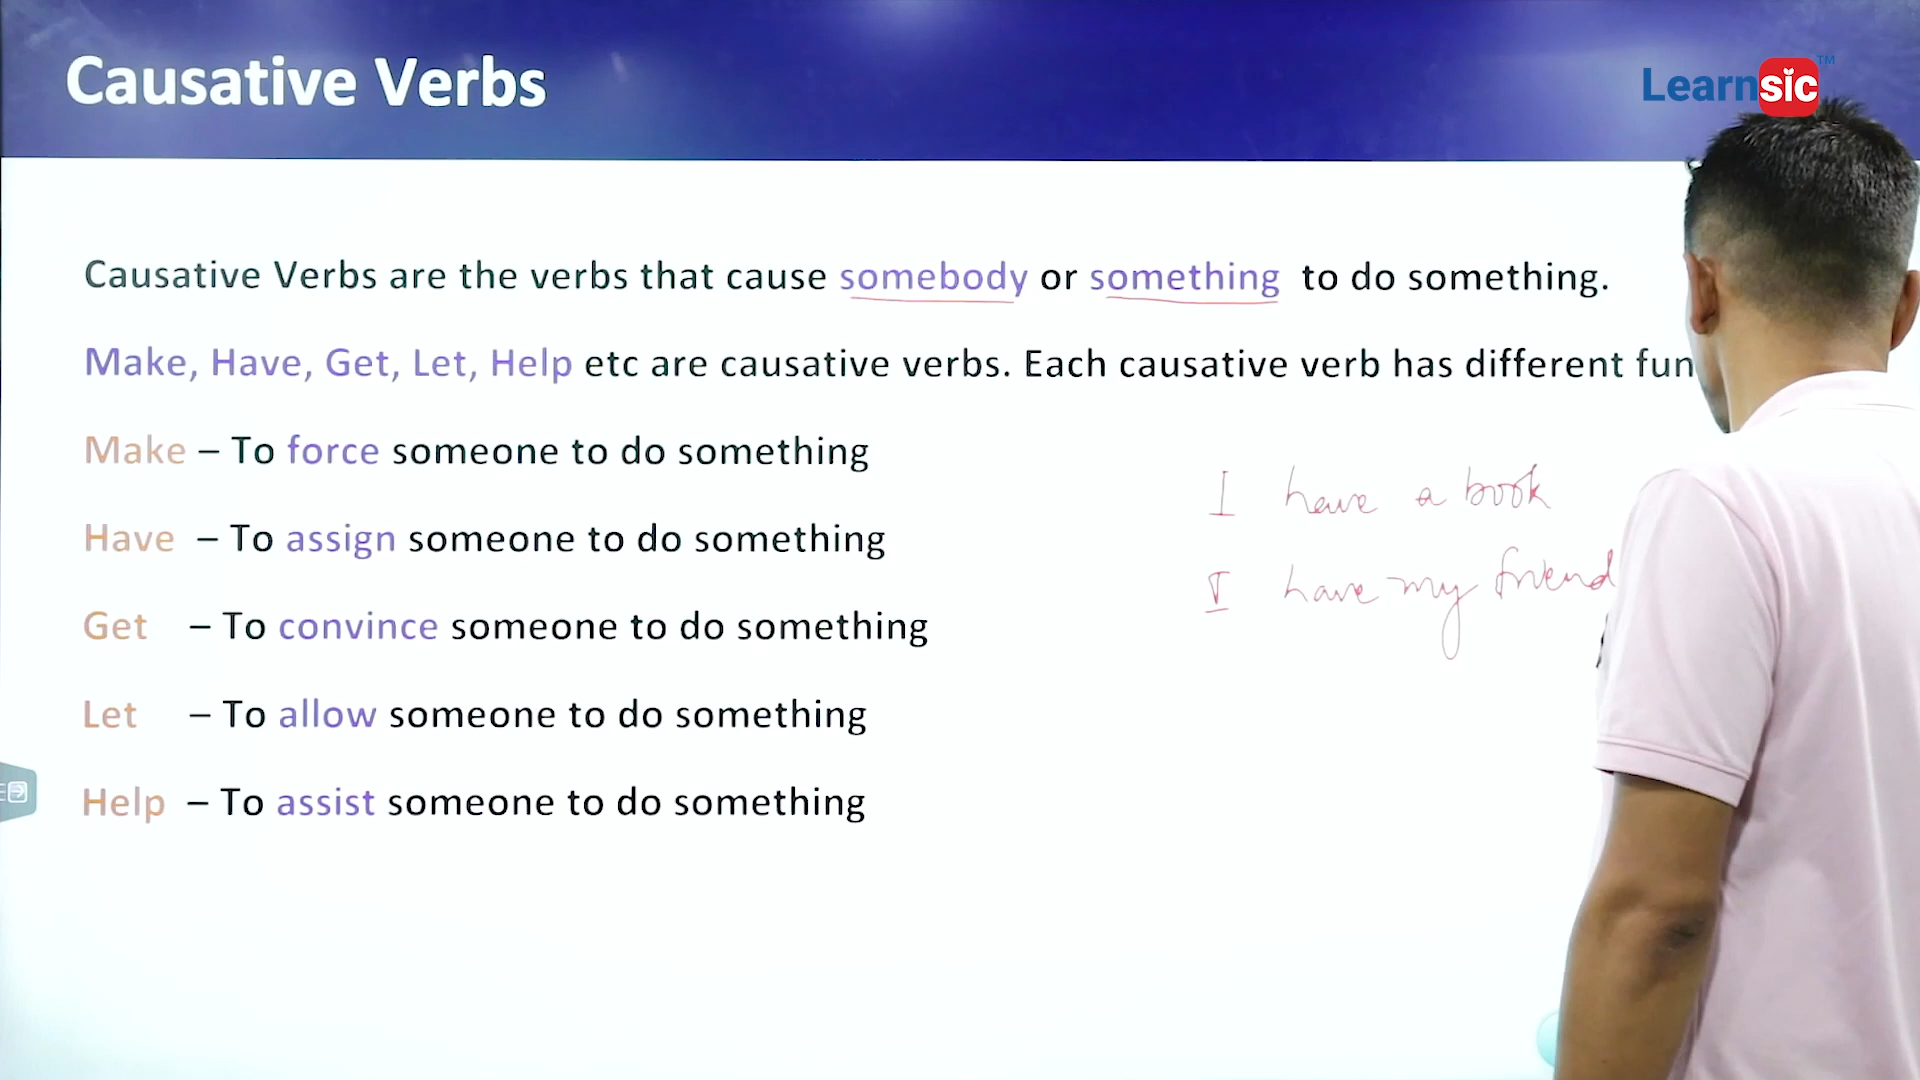 Causative Verbs
Learnsic™
Causative Verbs are the verbs that cause somebody or something to do something.
Make, Have, Get, Let, Help etc are causative verbs. Each causative verb has different fun
Make – To force someone to do something
I have a book
Have – To assign someone to do something
I have my friend
Get – To convince someone to do something
Let – To allow someone to do something
Help – To assist someone to do something